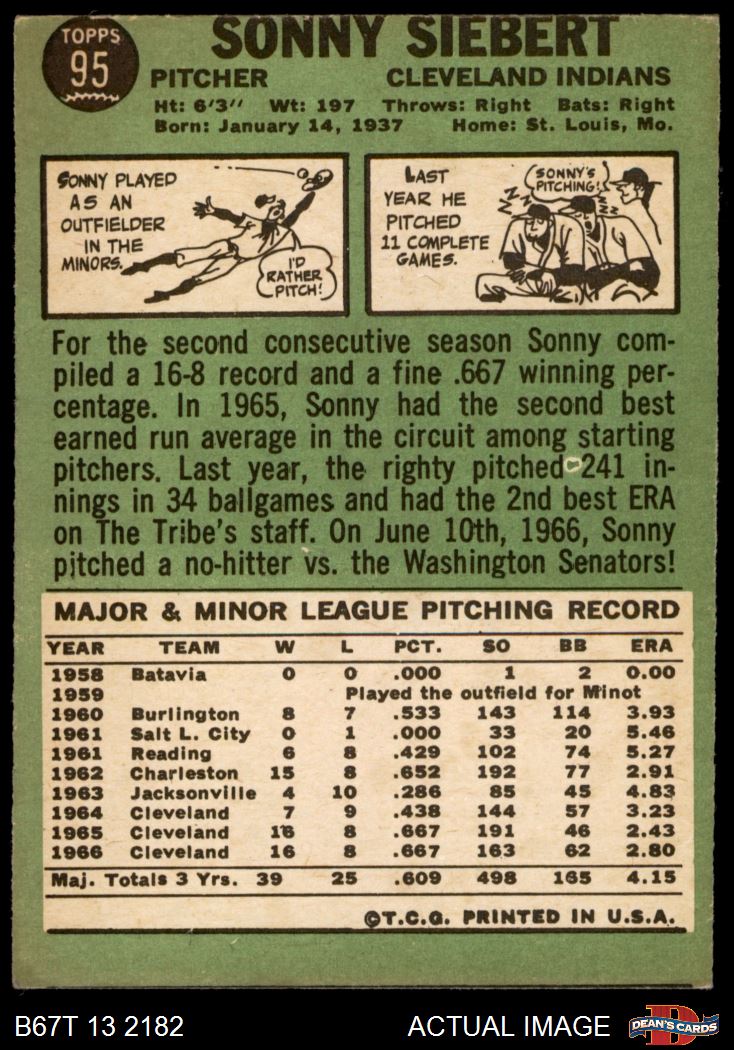 TOPPS
95
SONNY SIEBERT
PITCHER CLEVELAND INDIANS
Ht: 6'3" Wt: 197 Throws: Right Bats: Right
Born: January 14, 1937 Home: St. Louis, Mo.
SONNY PLAYED
AS AN
OUTFIELDER
IN THE
MINORS.
I'D
RATHER
PITCH!
LAST
YEAR HE
PITCHED
11 COMPLETE
GAMES.
SONNY'S
PITCHING!
Z Z Z
Z Z
For the second consecutive season Sonny com-
piled a 16-8 record and a fine .667 winning per-
centage. In 1965, Sonny had the second best
earned run average in the circuit among starting
pitchers. Last year, the righty pitched 241 in-
nings in 34 ballgames and had the 2nd best ERA
on The Tribe's staff. On June 10th, 1966, Sonny
pitched a no-hitter vs. the Washington Senators!
MAJOR & MINOR LEAGUE PITCHING RECORD
YEAR TEAM W L PCT. SO BB ERA
1958 Batavia 0 0 .000 1 2 0.00
1959 Played the outfield for Minot
1960 Burlington 8 7 .533 143 114 3.93
1961 Salt L. City 0 1 .000 33 20 5.46
1961 Reading 6 8 .429 102 74 5.27
1962 Charleston 15 8 .652 192 77 2.91
1963 Jacksonville 4 10 .286 85 45 4.83
1964 Cleveland 7 9 .438 144 57 3.23
1965 Cleveland 16 8 .667 191 46 2.43
1966 Cleveland 16 8 .667 163 62 2.80
Maj. Totals 3 Yrs. 39 25 .609 498 165 4.15
©T.C.G. PRINTED IN U.S.A.
B67T 13 2182 ACTUAL IMAGE DEAN'S CARDS